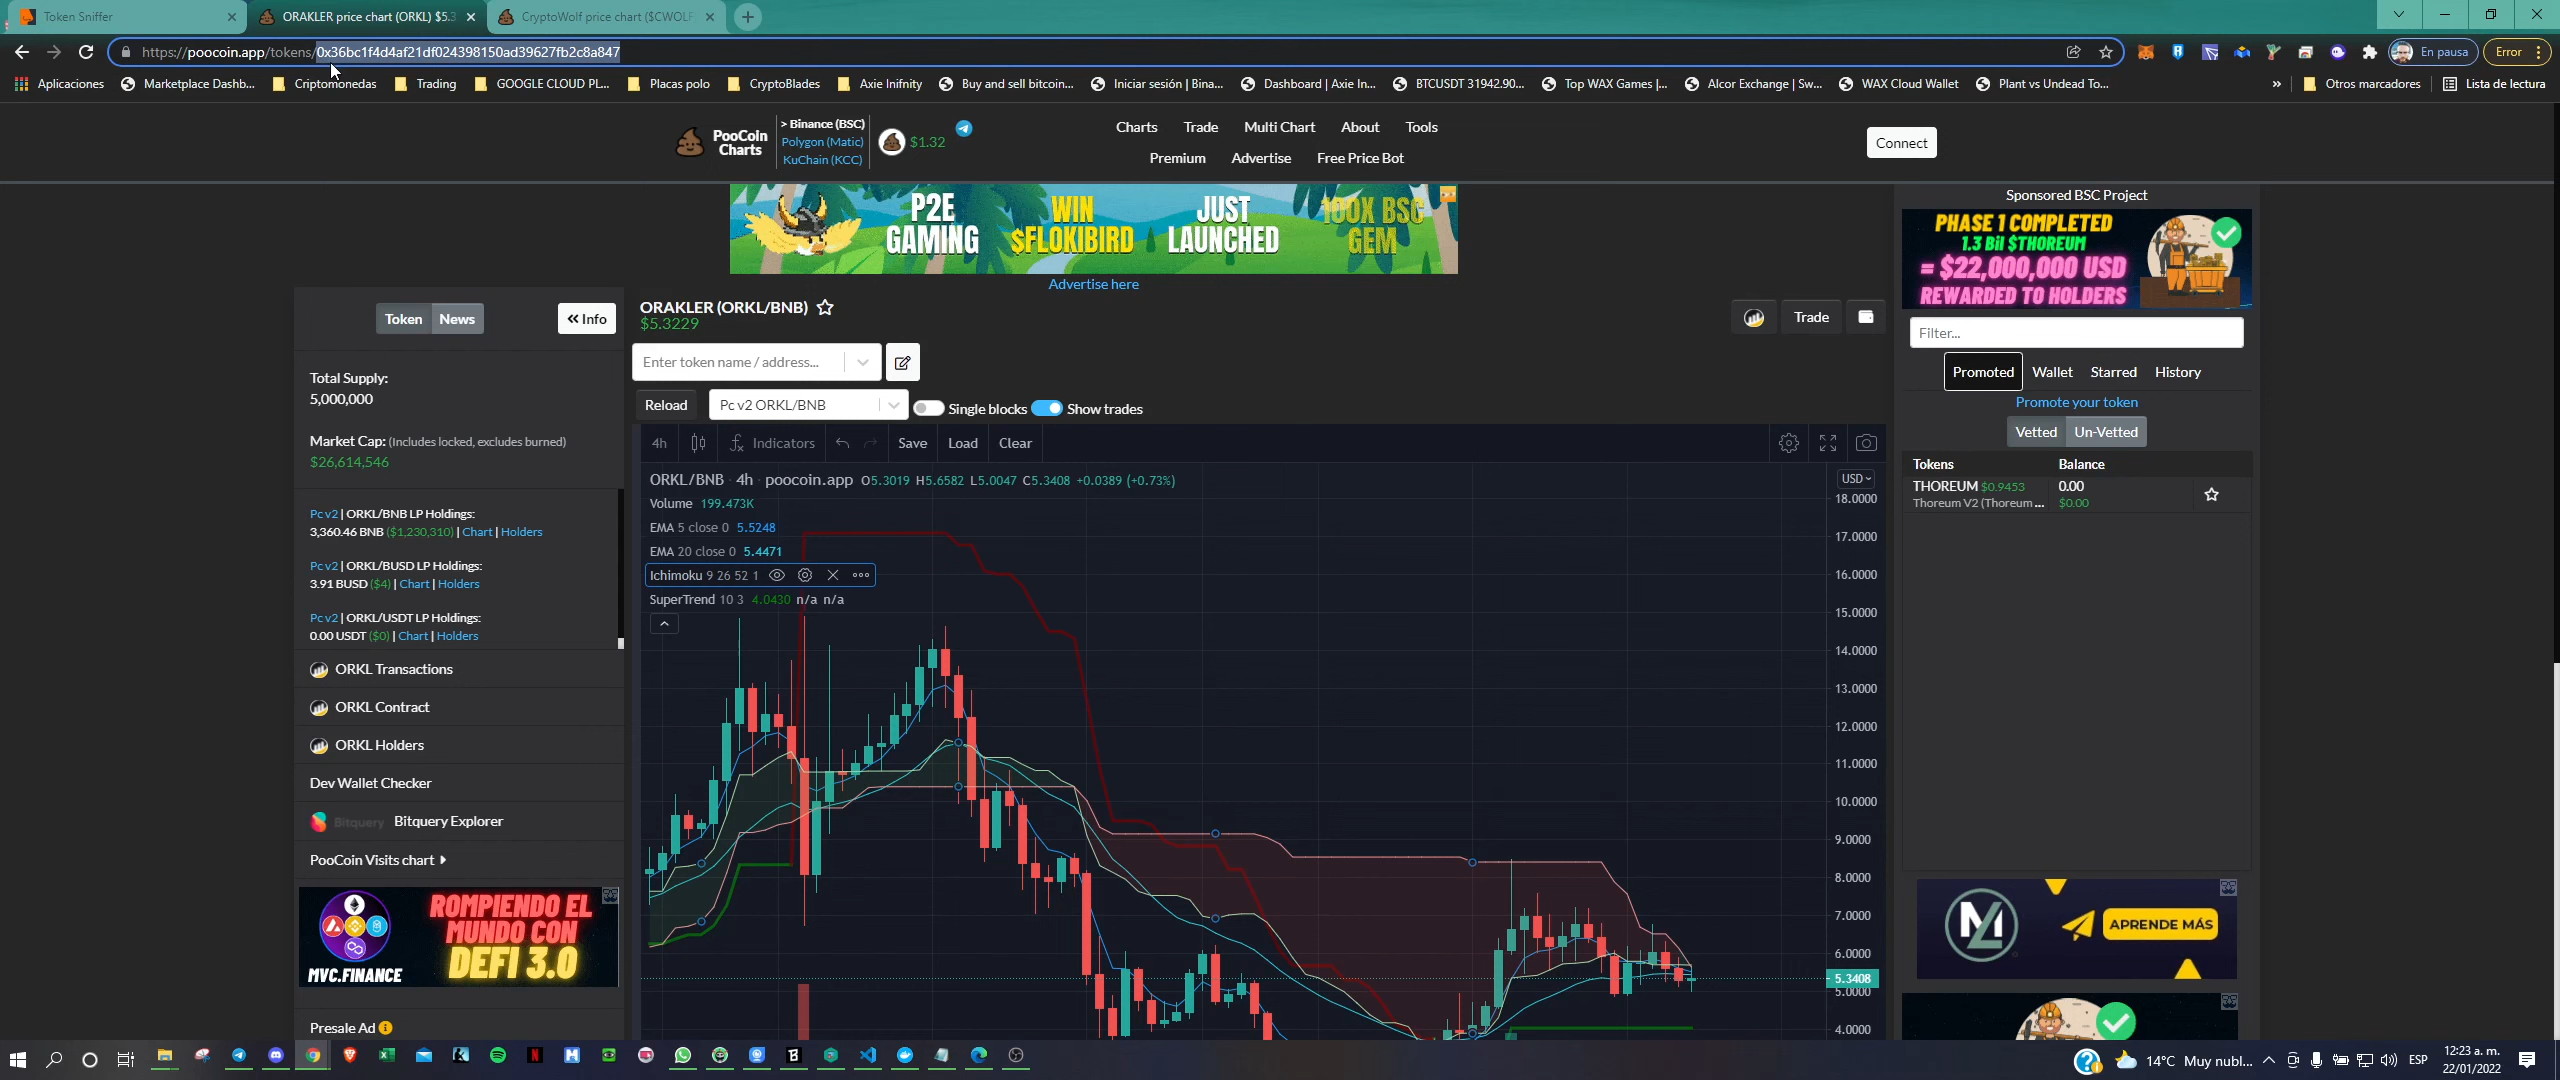 Token Sniffer
ORAKLER price chart (ORKL) $5.3
CryptoWolf price chart ($CWOLF
https://poocoin.app/tokens/0x36bc1f4d4af21df024398150ad39627fb2c8a847
En pausa
Error
Aplicaciones
Marketplace Dashb...
Criptomonedas
Trading
GOOGLE CLOUD PL...
Placas polo
CryptoBlades
Axie Inifnity
Buy and sell bitcoin...
Iniciar sesión | Bina...
Dashboard | Axie In...
BTCUSDT 31942.90...
Top WAX Games |...
Alcor Exchange | Sw...
WAX Cloud Wallet
Plant vs Undead To...
»
Otros marcadores
Lista de lectura
PooCoin
Charts
> Binance (BSC)
Polygon (Matic)
KuChain (KCC)
$1.32
Charts
Trade
Multi Chart
About
Tools
Premium
Advertise
Free Price Bot
Connect
P2E
GAMING
WIN
$FLOKIBIRD
JUST
LAUNCHED
100X BSC
GEM
Advertise here
Sponsored BSC Project
PHASE 1 COMPLETED
1.3 Bil $THOREUM
= $22,000,000 USD
REWARDED TO HOLDERS
Token
News
« Info
Total Supply:
5,000,000
Market Cap: (Includes locked, excludes burned)
$26,614,546
Pc v2 | ORKL/BNB LP Holdings:
3,360.46 BNB ($1,230,310) | Chart | Holders
Pc v2 | ORKL/BUSD LP Holdings:
3.91 BUSD ($4) | Chart | Holders
Pc v2 | ORKL/USDT LP Holdings:
0.00 USDT ($0) | Chart | Holders
ORKL Transactions
ORKL Contract
ORKL Holders
Dev Wallet Checker
Bitquery
Bitquery Explorer
PooCoin Visits chart
ROMPIENDO EL
MUNDO CON
DEFI 3.0
MVC.FINANCE
Presale Ad
ORAKLER (ORKL/BNB)
$5.3229
Trade
Enter token name / address...
Reload
Pc v2 ORKL/BNB
Single blocks
Show trades
4h
Indicators
Save
Load
Clear
ORKL/BNB · 4h · poocoin.app O5.3019 H5.6582 L5.0047 C5.3408 +0.0389 (+0.73%)
Volume 199.473K
EMA 5 close 0 5.5248
EMA 20 close 0 5.4471
Ichimoku 9 26 52 1
SuperTrend 10 3 4.0430 n/a n/a
USD
18.0000
17.0000
16.0000
15.0000
14.0000
13.0000
12.0000
11.0000
10.0000
9.0000
8.0000
7.0000
6.0000
5.3408
5.0000
4.0000
Filter...
Promoted
Wallet
Starred
History
Promote your token
Vetted
Un-Vetted
Tokens
Balance
THOREUM $0.9453
0.00
Thoreum V2 (Thoreum ...
$0.00
APRENDE MÁS
14°C
Muy nubl...
ESP
12:23 a. m.
22/01/2022